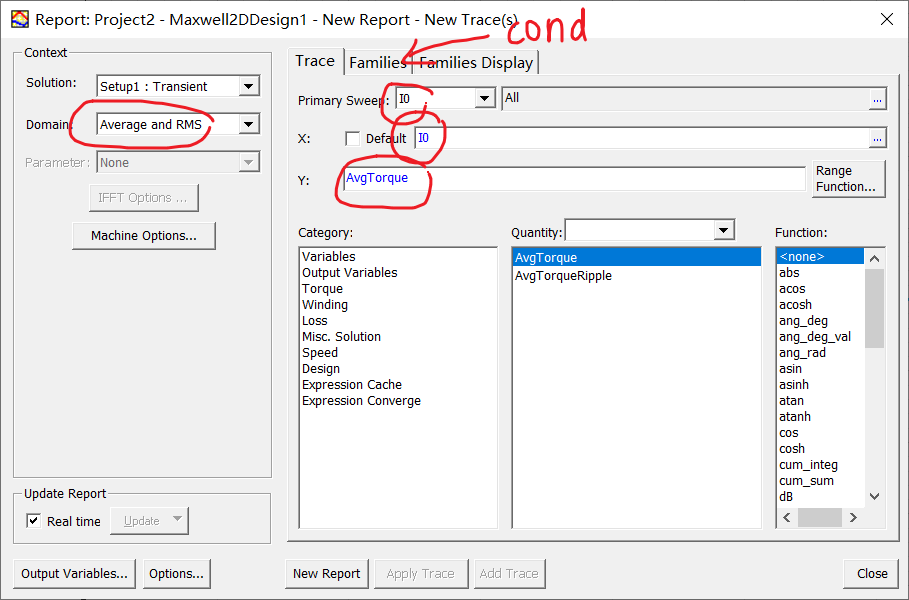 Report: Project2 - Maxwell2DDesign1 - New Report - New Trace(s)
cond
Context
Solution:
Setup1 : Transient
Domain:
Average and RMS
Parameter:
None
IFFT Options ...
Machine Options...
Update Report
Real time
Update
Trace
Families
Families Display
Primary Sweep:
I0
All
...
X:
Default
I0
...
Y:
AvgTorque
Range
Function...
Category:
Variables
Output Variables
Torque
Winding
Loss
Misc. Solution
Speed
Design
Expression Cache
Expression Converge
Quantity:
AvgTorque
AvgTorqueRipple
Function:
<none>
abs
acos
acosh
ang_deg
ang_deg_val
ang_rad
asin
asinh
atan
atanh
cos
cosh
cum_integ
cum_sum
dB
Output Variables...
Options...
New Report
Apply Trace
Add Trace
Close